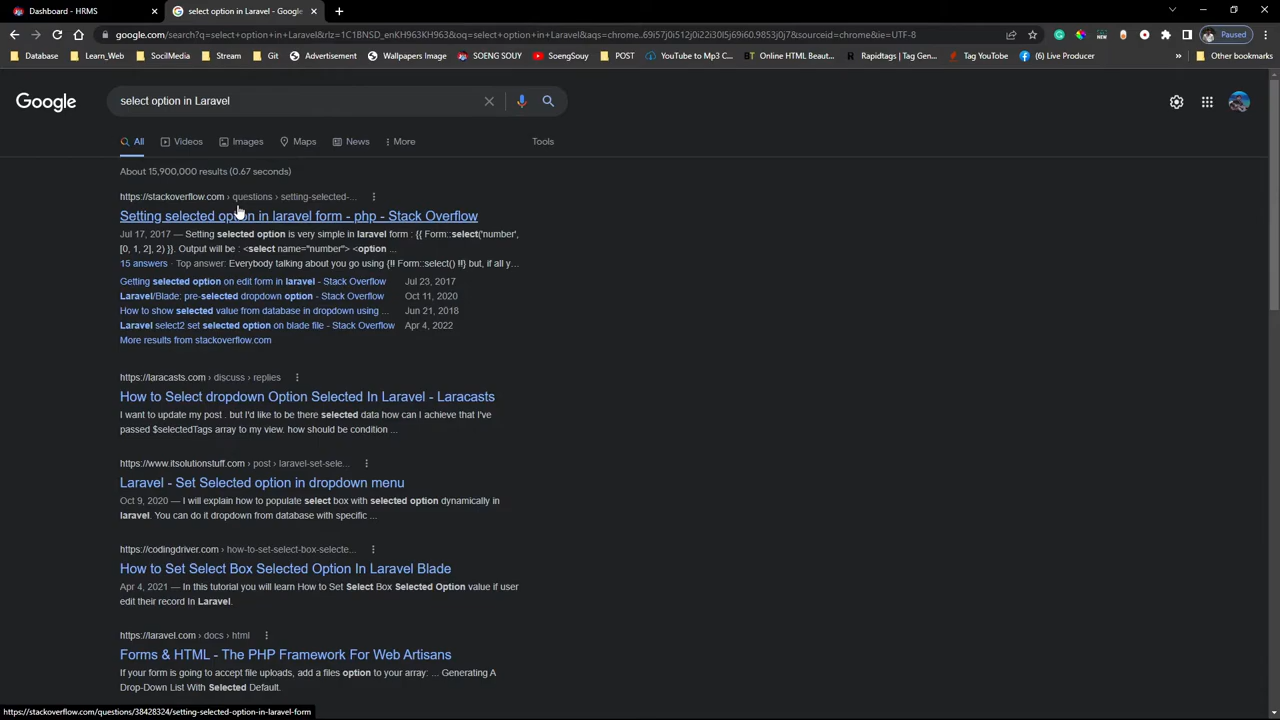 Dashboard - HRMS
select option in Laravel - Google
google.com/search?q=select+option+in+Laravel&rlz=1C1BNSD_enKH963KH963&oq=select+option+in+Laravel&aqs=chrome..69i57j0i512j0i22i30l5j69i60.9853j0j7&sourceid=chrome&ie=UTF-8
Paused
Database
Learn_Web
SocilMedia
Stream
Git
Advertisement
Wallpapers Image
SOENG SOUY
SoengSouy
POST
YouTube to Mp3 C...
Online HTML Beaut...
Rapidtags | Tag Gen...
Tag YouTube
(6) Live Producer
»
Other bookmarks
Google
select option in Laravel
All
Videos
Images
Maps
News
More
Tools
About 15,900,000 results (0.67 seconds)
https://stackoverflow.com › questions › setting-selected-...
Setting selected option in laravel form - php - Stack Overflow
Jul 17, 2017 — Setting selected option is very simple in laravel form : {{ Form::select('number',
[0, 1, 2], 2) }}. Output will be : <select name="number"> <option ...
15 answers · Top answer: Everybody talking about you go using {!! Form::select() !!} but, if all y…
Getting selected option on edit form in laravel - Stack Overflow Jul 23, 2017
Laravel/Blade: pre-selected dropdown option - Stack Overflow Oct 11, 2020
How to show selected value from database in dropdown using ... Jun 21, 2018
Laravel select2 set selected option on blade file - Stack Overflow Apr 4, 2022
More results from stackoverflow.com
https://laracasts.com › discuss › replies
How to Select dropdown Option Selected In Laravel - Laracasts
I want to update my post . but I'd like to be there selected data how can I achieve that I've
passed $selectedTags array to my view. how should be condition ...
https://www.itsolutionstuff.com › post › laravel-set-sele...
Laravel - Set Selected option in dropdown menu
Oct 9, 2020 — I will explain how to populate select box with selected option dynamically in
laravel. You can do it dropdown from database with specific ...
https://codingdriver.com › how-to-set-select-box-selecte...
How to Set Select Box Selected Option In Laravel Blade
Apr 4, 2021 — In this tutorial you will learn How to Set Select Box Selected Option value if user
edit their record In Laravel.
https://laravel.com › docs › html
Forms & HTML - The PHP Framework For Web Artisans
If your form is going to accept file uploads, add a files option to your array: ... Generating A
Drop-Down List With Selected Default.
https://stackoverflow.com/questions/38428324/setting-selected-option-in-laravel-form